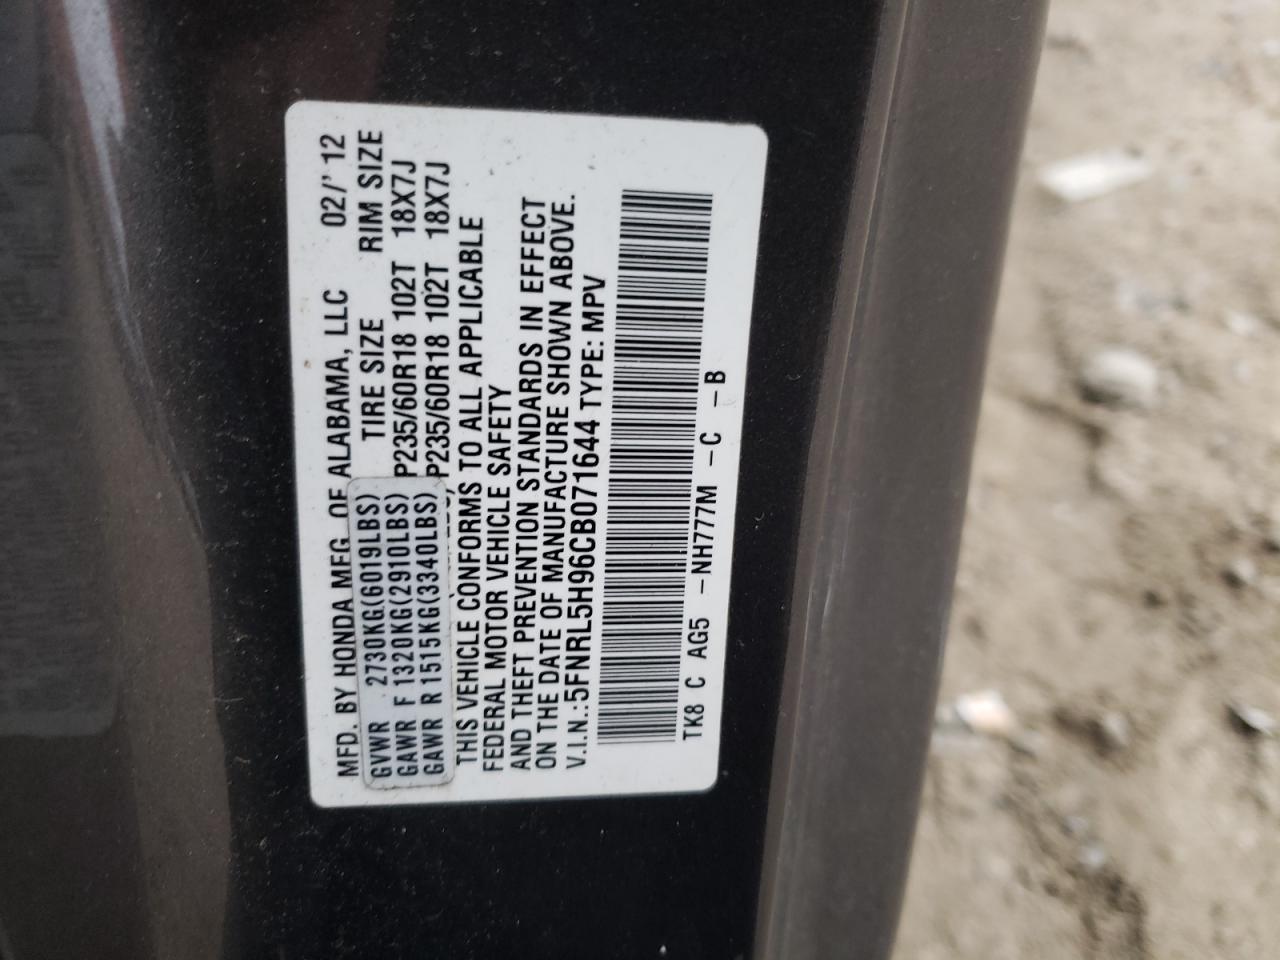 MFD. BY HONDA MFG. OF ALABAMA, LLC 02/'12
TIRE SIZE RIM SIZE
GVWR 2730KG(6019LBS)
GAWR F 1320KG(2910LBS) P235/60R18 102T 18X7J
GAWR R 1515KG(3340LBS) P235/60R18 102T 18X7J
THIS VEHICLE CONFORMS TO ALL APPLICABLE
FEDERAL MOTOR VEHICLE SAFETY
AND THEFT PREVENTION STANDARDS IN EFFECT
ON THE DATE OF MANUFACTURE SHOWN ABOVE.
V.I.N.:5FNRL5H96CB071644 TYPE: MPV
TK8 C AG5 -NH777M -C -B